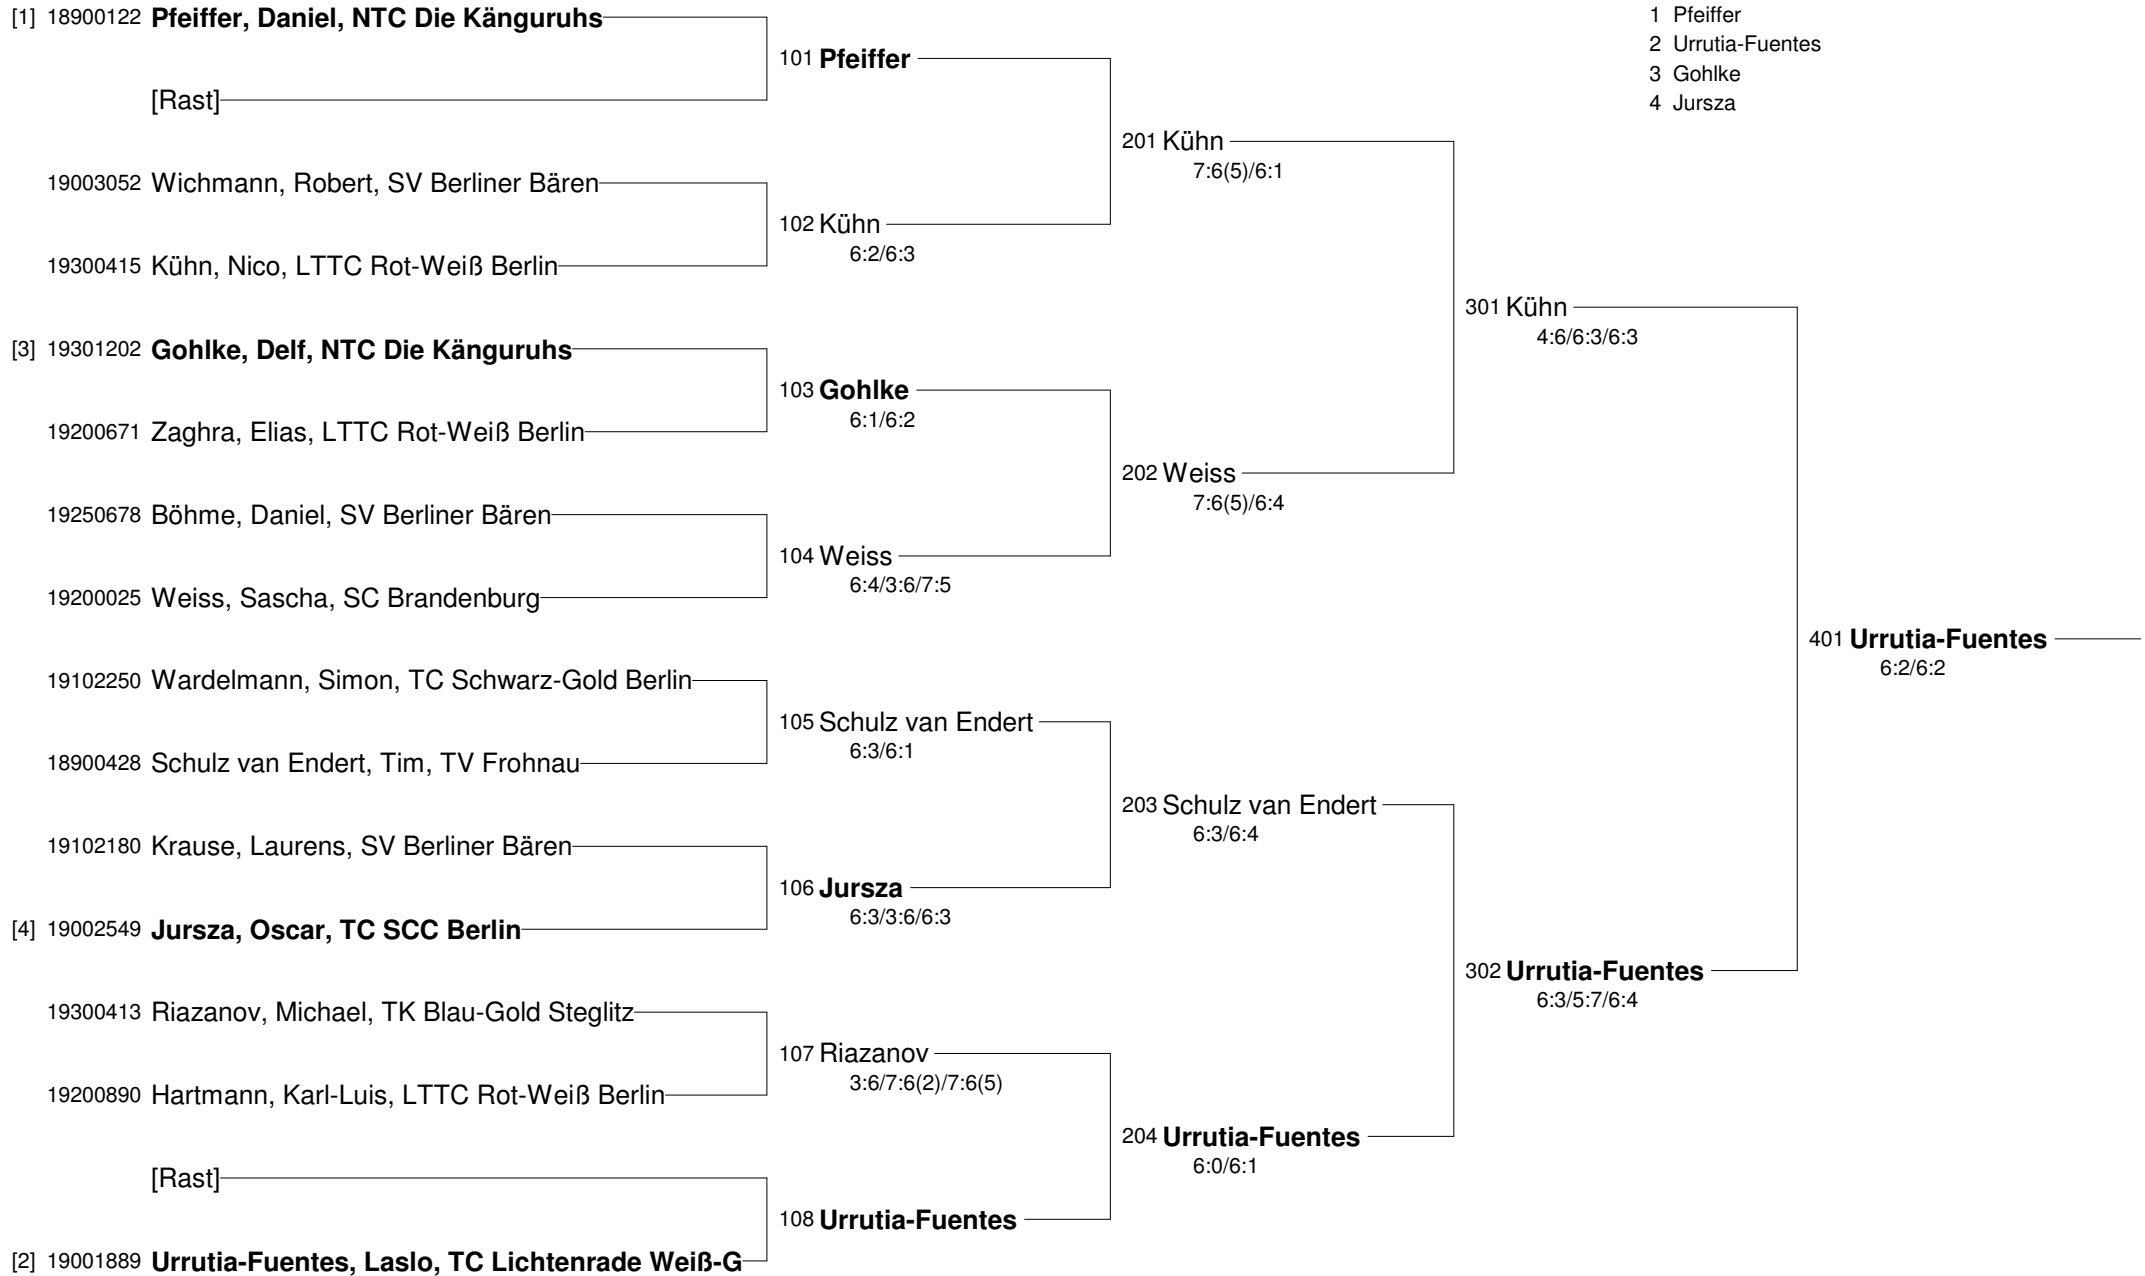 [1] 18900122 Pfeiffer, Daniel, NTC Die Känguruhs
[Rast]
19003052 Wichmann, Robert, SV Berliner Bären
19300415 Kühn, Nico, LTTC Rot-Weiß Berlin
[3] 19301202 Gohlke, Delf, NTC Die Känguruhs
19200671 Zaghra, Elias, LTTC Rot-Weiß Berlin
19250678 Böhme, Daniel, SV Berliner Bären
19200025 Weiss, Sascha, SC Brandenburg
19102250 Wardelmann, Simon, TC Schwarz-Gold Berlin
18900428 Schulz van Endert, Tim, TV Frohnau
19102180 Krause, Laurens, SV Berliner Bären
[4] 19002549 Jursza, Oscar, TC SCC Berlin
19300413 Riazanov, Michael, TK Blau-Gold Steglitz
19200890 Hartmann, Karl-Luis, LTTC Rot-Weiß Berlin
[Rast]
[2] 19001889 Urrutia-Fuentes, Laslo, TC Lichtenrade Weiß-G
101 Pfeiffer
102 Kühn
6:2/6:3
103 Gohlke
6:1/6:2
104 Weiss
6:4/3:6/7:5
105 Schulz van Endert
6:3/6:1
106 Jursza
6:3/3:6/6:3
107 Riazanov
3:6/7:6(2)/7:6(5)
108 Urrutia-Fuentes
201 Kühn
7:6(5)/6:1
202 Weiss
7:6(5)/6:4
203 Schulz van Endert
6:3/6:4
204 Urrutia-Fuentes
6:0/6:1
301 Kühn
4:6/6:3/6:3
302 Urrutia-Fuentes
6:3/5:7/6:4
401 Urrutia-Fuentes
6:2/6:2
1 Pfeiffer
2 Urrutia-Fuentes
3 Gohlke
4 Jursza